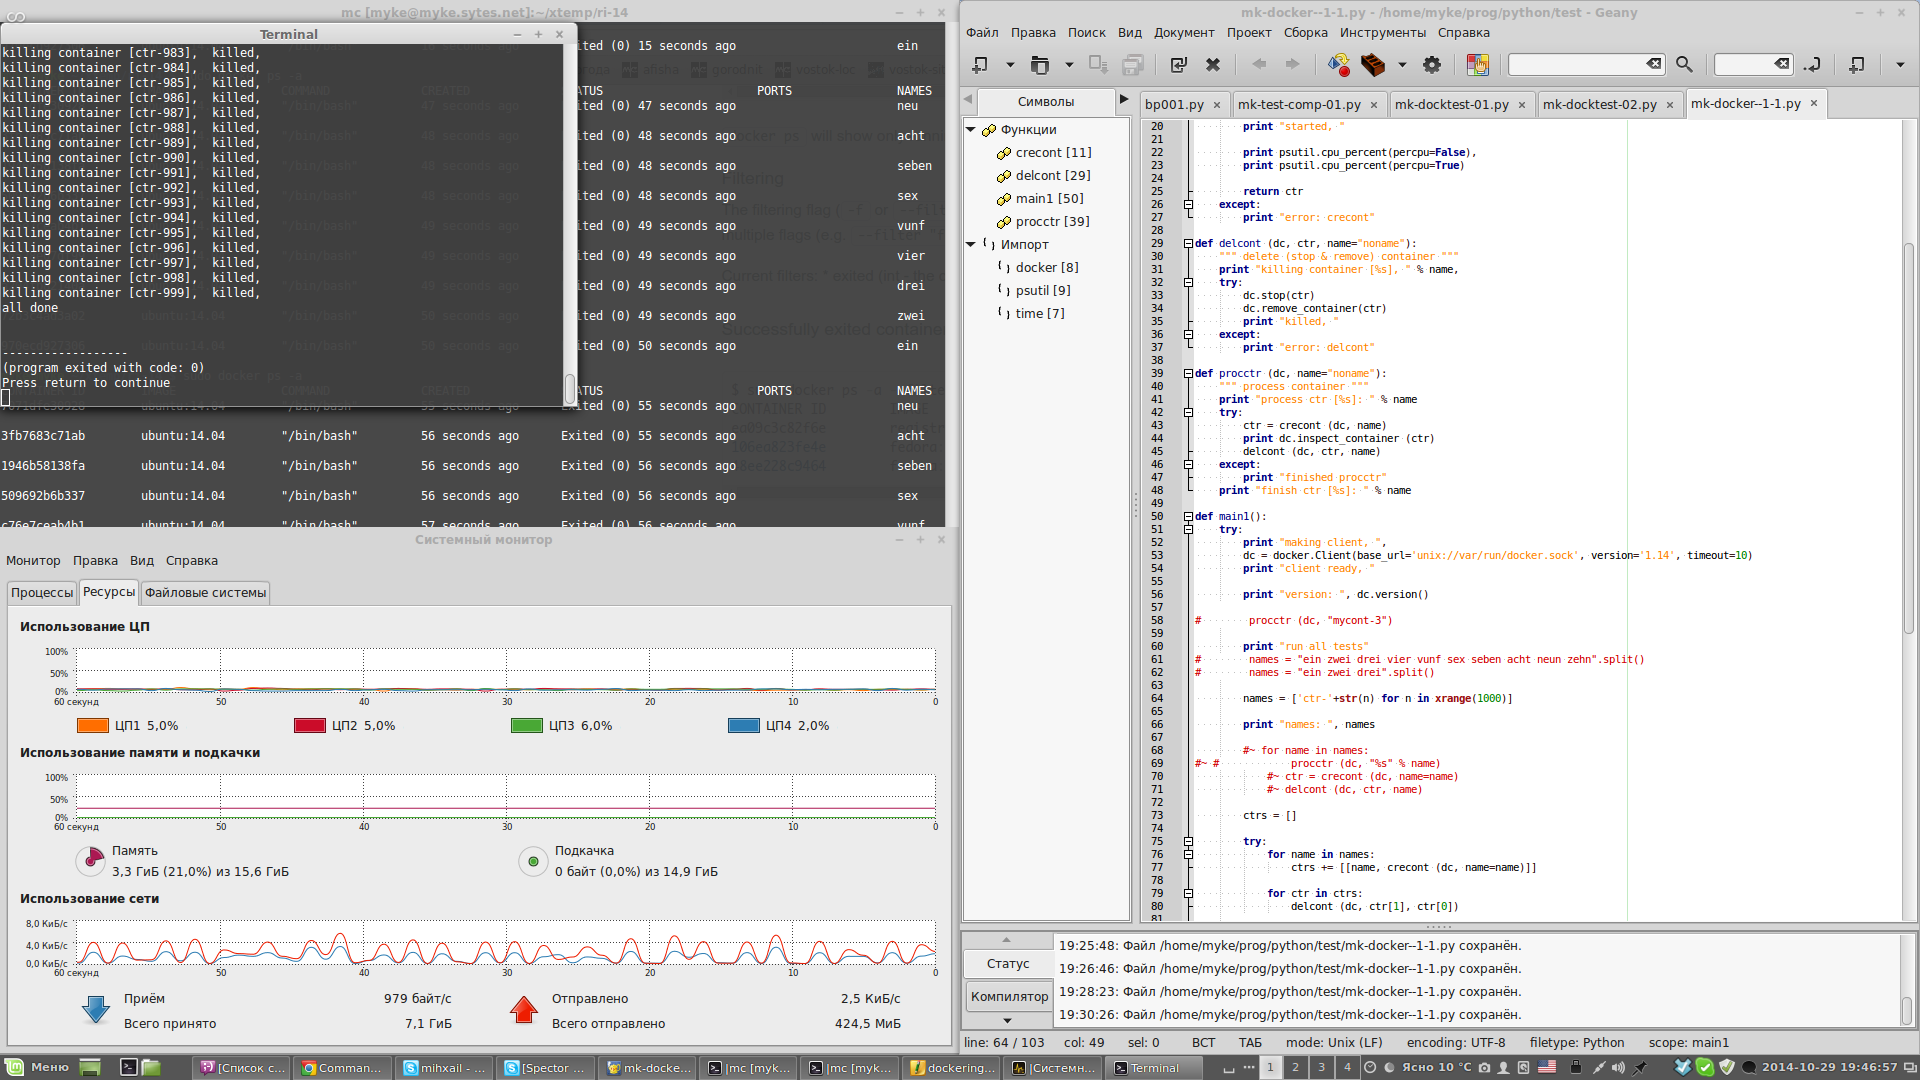 mc [myke@myke.sytes.net]:~/xtemp/ri-14
Terminal
killing container [ctr-983],  killed,
killing container [ctr-984],  killed,
killing container [ctr-985],  killed,
killing container [ctr-986],  killed,
killing container [ctr-987],  killed,
killing container [ctr-988],  killed,
killing container [ctr-989],  killed,
killing container [ctr-990],  killed,
killing container [ctr-991],  killed,
killing container [ctr-992],  killed,
killing container [ctr-993],  killed,
killing container [ctr-994],  killed,
killing container [ctr-995],  killed,
killing container [ctr-996],  killed,
killing container [ctr-997],  killed,
killing container [ctr-998],  killed,
killing container [ctr-999],  killed,
all done
------------------
(program exited with code: 0)
Press return to continue
ited (0) 15 seconds ago ein
ATUS PORTS NAMES
ited (0) 47 seconds ago neu
ited (0) 48 seconds ago acht
ited (0) 48 seconds ago seben
ited (0) 48 seconds ago sex
ited (0) 49 seconds ago vunf
ited (0) 49 seconds ago vier
ited (0) 49 seconds ago drei
ited (0) 49 seconds ago zwei
ited (0) 50 seconds ago ein
ATUS PORTS NAMES
Exited (0) 55 seconds ago neu
3fb7683c71ab ubuntu:14.04 "/bin/bash" 56 seconds ago Exited (0) 55 seconds ago acht
1946b58138fa ubuntu:14.04 "/bin/bash" 56 seconds ago Exited (0) 56 seconds ago seben
509692b6b337 ubuntu:14.04 "/bin/bash" 56 seconds ago Exited (0) 56 seconds ago sex
c76e7ceab4b1 ubuntu:14.04 "/bin/bash" 57 seconds ago Exited (0) 56 seconds ago vunf
Системный монитор
Монитор Правка Вид Справка
Процессы Ресурсы Файловые системы
Использование ЦП
100%
50%
0%
60 секунд 50 40 30 20 10 0
ЦП1 5,0% ЦП2 5,0% ЦП3 6,0% ЦП4 2,0%
Использование памяти и подкачки
100%
50%
0%
60 секунд 50 40 30 20 10 0
Память
3,3 ГиБ (21,0%) из 15,6 ГиБ
Подкачка
0 байт (0,0%) из 14,9 ГиБ
Использование сети
8,0 КиБ/с
4,0 КиБ/с
0,0 КиБ/с
60 секунд 50 40 30 20 10 0
Приём 979 байт/с
Всего принято 7,1 ГиБ
Отправлено 2,5 КиБ/с
Всего отправлено 424,5 МиБ
mk-docker--1-1.py - /home/myke/prog/python/test - Geany
Файл Правка Поиск Вид Документ Проект Сборка Инструменты Справка
Символы
Функции
crecont [11]
delcont [29]
main1 [50]
procctr [39]
Импорт
docker [8]
psutil [9]
time [7]
bp001.py mk-test-comp-01.py mk-docktest-01.py mk-docktest-02.py mk-docker--1-1.py
20 print "started, "
21
22 print psutil.cpu_percent(percpu=False),
23 print psutil.cpu_percent(percpu=True)
24
25 return ctr
26 except:
27 print "error: crecont"
28
29 def delcont (dc, ctr, name="noname"):
30 """ delete (stop & remove) container """
31 print "killing container [%s], " % name,
32 try:
33 dc.stop(ctr)
34 dc.remove_container(ctr)
35 print "killed, "
36 except:
37 print "error: delcont"
38
39 def procctr (dc, name="noname"):
40 """ process container """
41 print "process ctr [%s]: " % name
42 try:
43 ctr = crecont (dc, name)
44 print dc.inspect_container (ctr)
45 delcont (dc, ctr, name)
46 except:
47 print "finished procctr"
48 print "finish ctr [%s]: " % name
49
50 def main1():
51 try:
52 print "making client, ",
53 dc = docker.Client(base_url='unix://var/run/docker.sock', version='1.14', timeout=10)
54 print "client ready, "
55
56 print "version: ", dc.version()
57
58 # procctr (dc, "mycont-3")
59
60 print "run all tests"
61 # names = "ein zwei drei vier vunf sex seben acht neun zehn".split()
62 # names = "ein zwei drei".split()
63
64 names = ['ctr-'+str(n) for n in xrange(1000)]
65
66 print "names: ", names
67
68 #~ for name in names:
69 #~ # procctr (dc, "%s" % name)
70 #~ ctr = crecont (dc, name=name)
71 #~ delcont (dc, ctr, name)
72
73 ctrs = []
74
75 try:
76 for name in names:
77 ctrs += [[name, crecont (dc, name=name)]]
78
79 for ctr in ctrs:
80 delcont (dc, ctr[1], ctr[0])
81
Статус
Компилятор
19:25:48: Файл /home/myke/prog/python/test/mk-docker--1-1.py сохранён.
19:26:46: Файл /home/myke/prog/python/test/mk-docker--1-1.py сохранён.
19:28:23: Файл /home/myke/prog/python/test/mk-docker--1-1.py сохранён.
19:30:26: Файл /home/myke/prog/python/test/mk-docker--1-1.py сохранён.
line: 64 / 103 col: 49 sel: 0 ВСТ ТАБ mode: Unix (LF) encoding: UTF-8 filetype: Python scope: main1
Меню [Список с... Comman... mihxail - ... [Spector ... mk-docke... |mc [myk... |mc [myk... dockering... |Системн... Terminal 1 2 3 4 Ясно 10 °C 2014-10-29 19:46:57